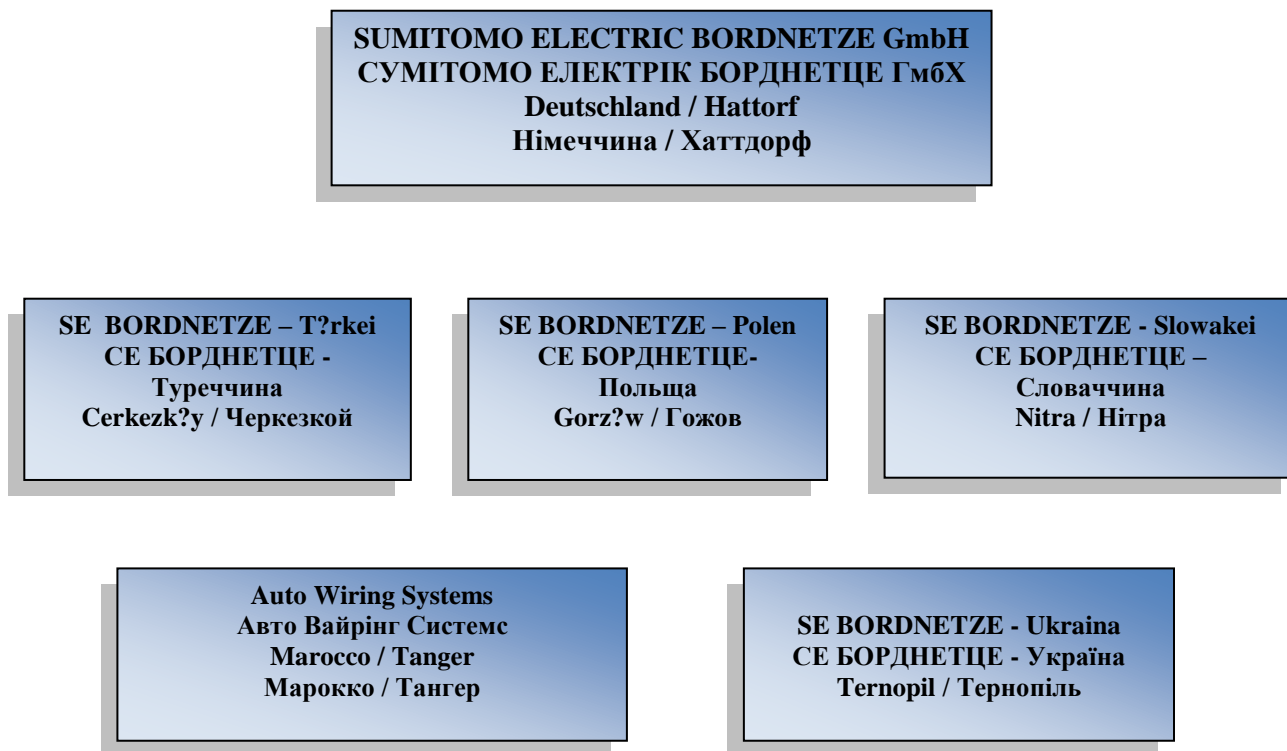 SUMITOMO ELECTRIC BORDNETZE GmbH
СУМІТОМО ЕЛЕКТРІК БОРДНЕТЦЕ ГмбХ
Deutschland / Hattorf
Німеччина / Хаттдорф
SE BORDNETZE – T?rkei
СЕ БОРДНЕТЦЕ -
Туреччина
Cerkezk?y / Черкезкой
SE BORDNETZE – Polen
СЕ БОРДНЕТЦЕ-
Польща
Gorz?w / Гожов
SE BORDNETZE - Slowakei
СЕ БОРДНЕТЦЕ –
Словаччина
Nitra / Нітра
Auto Wiring Systems
Авто Вайрінг Системс
Marocco / Tanger
Марокко / Тангер
SE BORDNETZE - Ukraina
СЕ БОРДНЕТЦЕ - Україна
Ternopil / Тернопіль